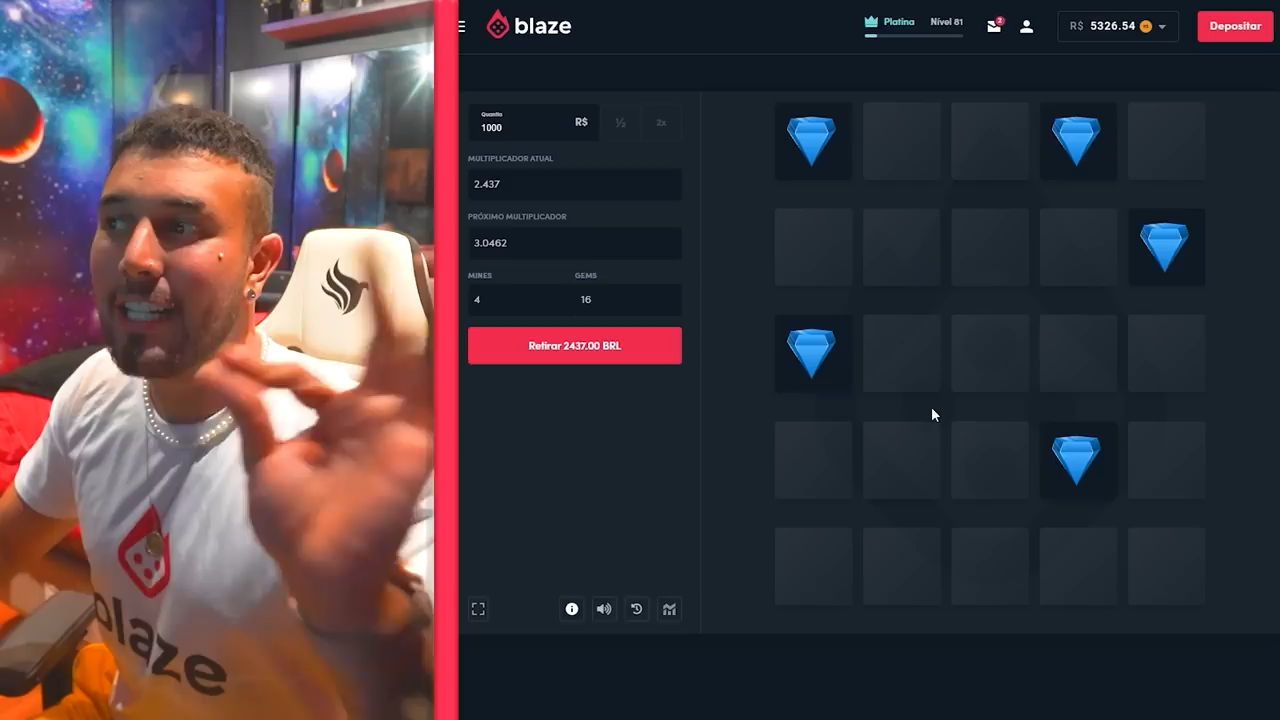 blaze
Platina
Nível 81
2
R$ 5326.54
Depositar
Quantia
1000
R$
½
2x
MULTIPLICADOR ATUAL
2.437
PRÓXIMO MULTIPLICADOR
3.0462
MINES GEMS
4 16
Retirar 2437.00 BRL
blaze